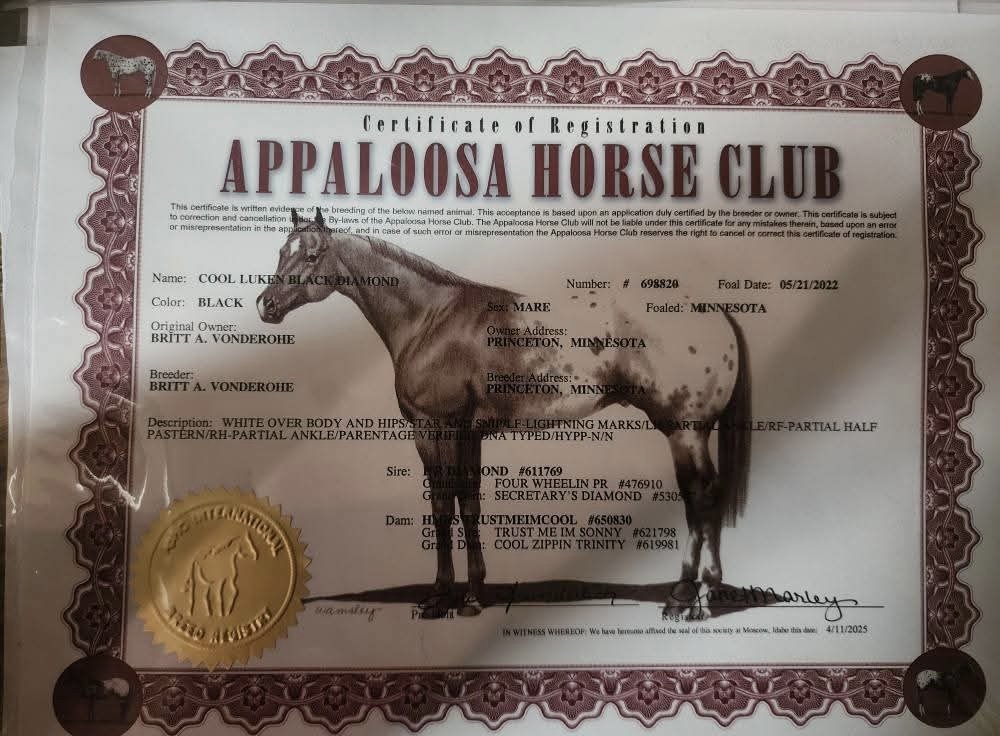 Certificate of Registration
APPALOOSA HORSE CLUB
This certificate is written evidence of the breeding of the below named animal. This acceptance is based upon an application duly certified by the breeder or owner. This certificate is subject
to correction and cancellation under the By-laws of the Appaloosa Horse Club. The Appaloosa Horse Club will not be liable under this certificate for any mistakes therein, based upon an error
or misrepresentation in the application thereof, and in case of such error or misrepresentation the Appaloosa Horse Club reserves the right to cancel or correct this certificate of registration.
Name: COOL LUKEN BLACK DIAMOND Number: # 698820 Foal Date: 05/21/2022
Color: BLACK Sex: MARE Foaled: MINNESOTA
Original Owner: Owner Address:
BRITT A. VONDEROHE PRINCETON, MINNESOTA
Breeder: Breeder Address:
BRITT A. VONDEROHE PRINCETON, MINNESOTA
Description: WHITE OVER BODY AND HIPS/STAR AND SNIP/LF-LIGHTNING MARKS/LH-PARTIAL ANKLE/RF-PARTIAL HALF
PASTERN/RH-PARTIAL ANKLE/PARENTAGE VERIFIED/DNA TYPED/HYPP-N/N
Sire: DIAMOND #611769
Grand Sire: FOUR WHEELIN PR #476910
Grand Dam: SECRETARY'S DIAMOND
Dam: TRUSTMEIMCOOL #650830
Grand Sire: TRUST ME IM SONNY #621798
Grand Dam: COOL ZIPPIN TRINITY #619981
Janet Marley
President Registrar
IN WITNESS WHEREOF: We have hereunto affixed the seal of this society at Moscow, Idaho this date: 4/11/2025
INTERNATIONAL
BREED REGISTRY